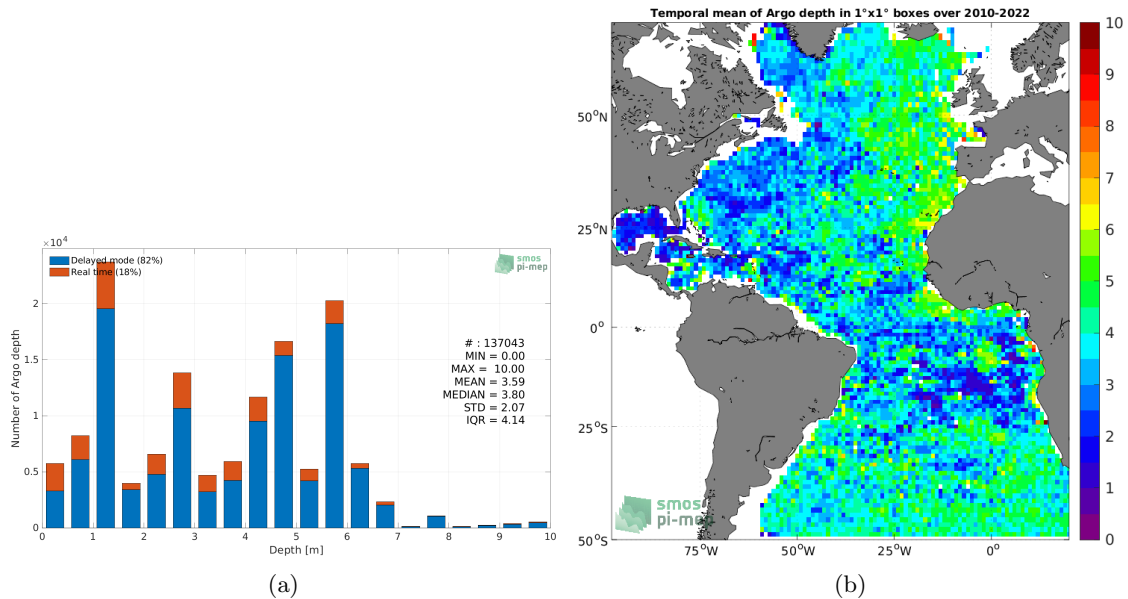 ×10⁴
Delayed mode (82%)
Real time (18%)
smos
pi-mep
Number of Argo depth
2
1.5
1
0.5
0
# : 137043
MIN = 0.00
MAX = 10.00
MEAN = 3.59
MEDIAN = 3.80
STD = 2.07
IQR = 4.14
0 1 2 3 4 5 6 7 8 9 10
Depth [m]
(a)
Temporal mean of Argo depth in 1°x1° boxes over 2010-2022
50°N
25°N
0°
25°S
50°S
75°W 50°W 25°W 0°
smos
pi-mep
10
9
8
7
6
5
4
3
2
1
0
(b)